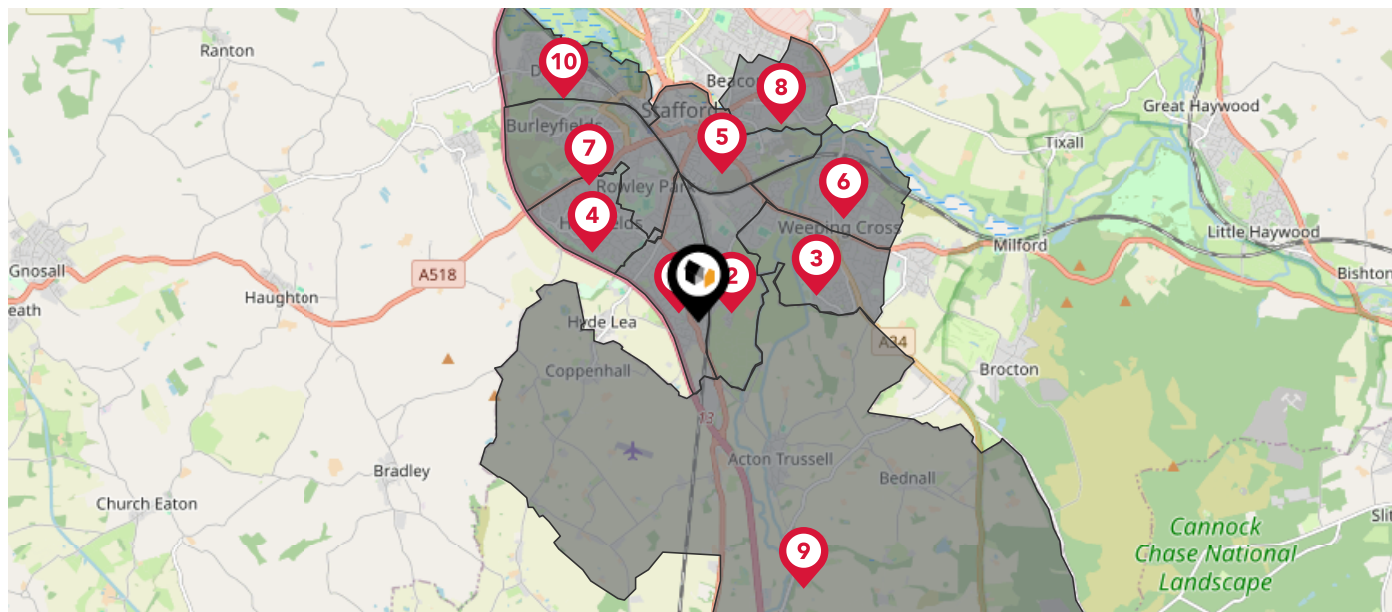 Ranton
10
Beaco
8
Great Haywood
Stafford
Burleyfields
5
Tixall
7
6
Rowley Park
4
Weeping Cross
Little Haywood
Milford
Gnosall
3
A518
2
Bishton
Haughton
eath
Hyde Lea
A34
Coppenhall
Brocton
13
Acton Trussell
Bradley
Bednall
Church Eaton
Slit
Cannock
Chase National
Landscape
9